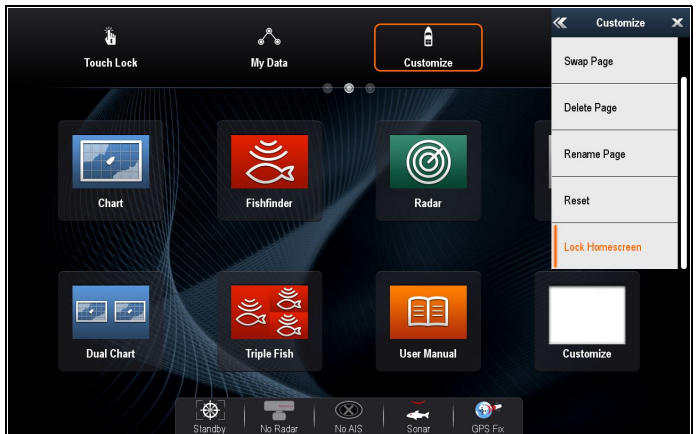 Touch Lock
My Data
Customize
Customize
Swap Page
Delete Page
Rename Page
Reset
Lock Homescreen
Chart
Fishfinder
Radar
Dual Chart
Triple Fish
User Manual
Customize
Standby
No Radar
No AIS
Sonar
GPS Fix